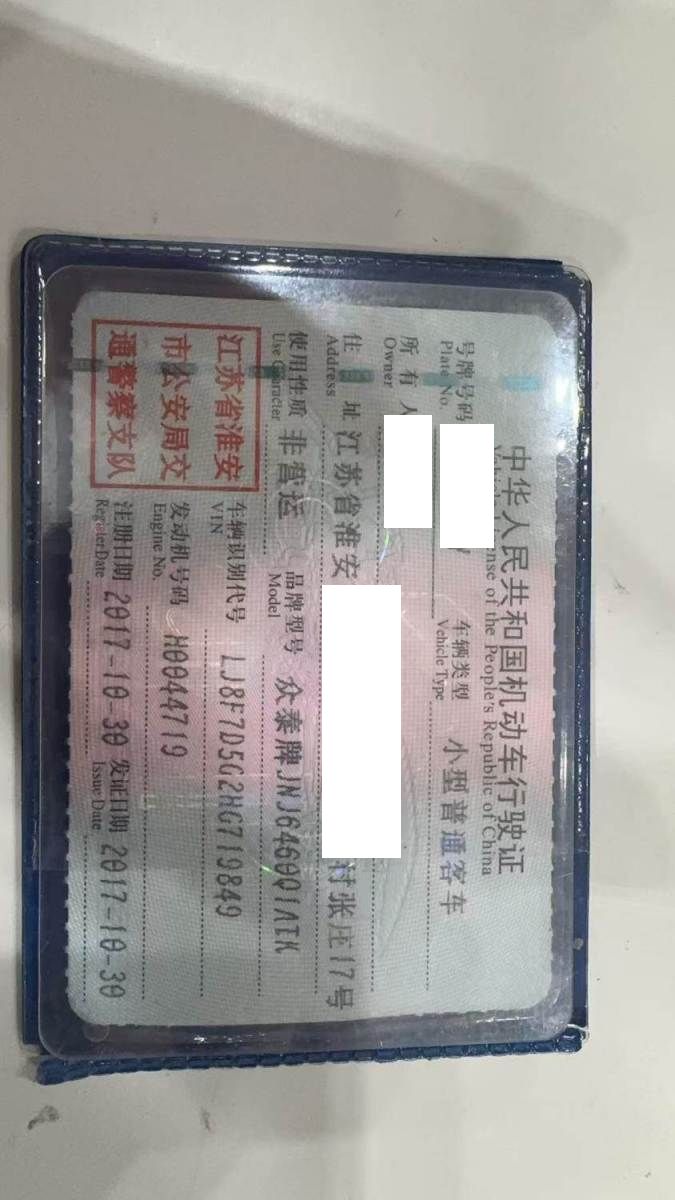 中华人民共和国机动车行驶证
nse of the People's Republic of China
号牌号码
Plate No.
车辆类型 小型普通客车
Vehicle Type
所有人
Owner
住址 江苏省淮安 村张庄17号
Address
使用性质 非营运 品牌型号 众泰牌JNJ6460Q1AIK
Use Character Model
江苏省淮安
市公安局交
通警察支队
车辆识别代号 LJ8F7D5G2HG719849
VIN
发动机号码 H0044719
Engine No.
注册日期 2017-10-30 发证日期 2017-10-30
Register Date Issue Date